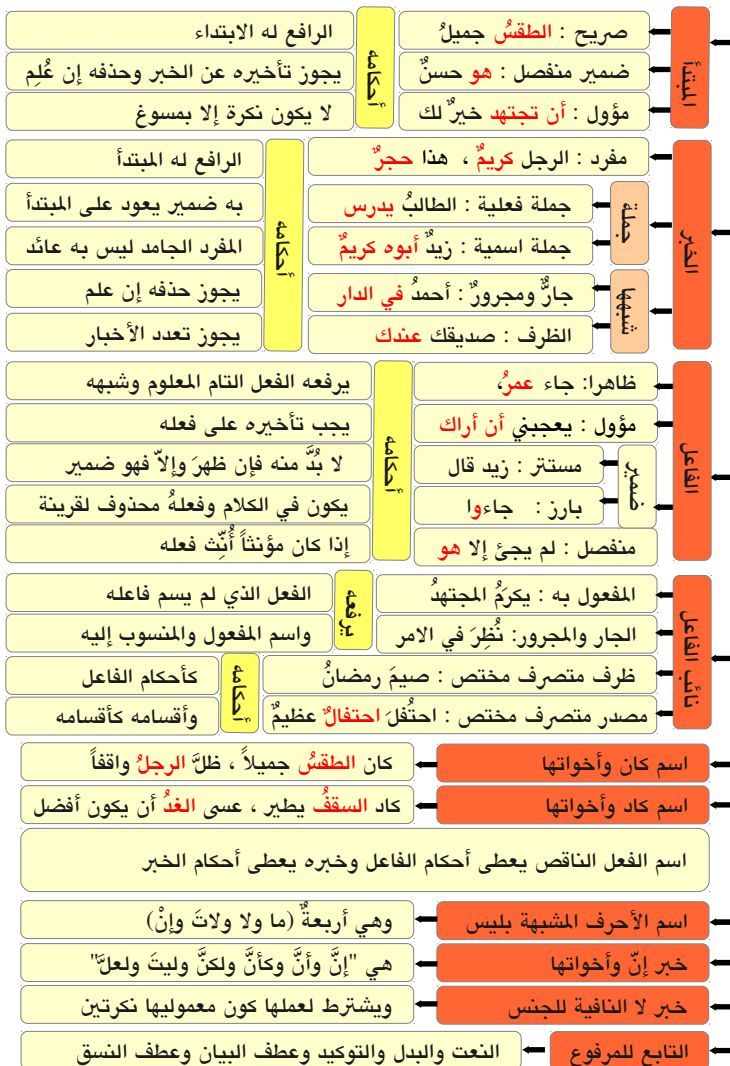 المبتدأ
صريح : الطقسُ جميلُ
ضمير منفصل : هو حسنٌ
مؤول : أن تجتهد خيرٌ لك
أحكامه
الرافع له الابتداء
يجوز تأخيره عن الخبر وحذفه إن عُلِم
لا يكون نكرة إلا بمسوغ
الخبر
مفرد : الرجل كريمٌ ، هذا حجرٌ
جملة
جملة فعلية : الطالبُ يدرس
جملة اسمية : زيدٌ أبوه كريمٌ
شبهها
جارٌّ ومجرورٌ : أحمدُ في الدار
الظرف : صديقك عندك
أحكامه
الرافع له المبتدأ
به ضمير يعود على المبتدأ
المفرد الجامد ليس به عائد
يجوز حذفه إن علم
يجوز تعدد الأخبار
الفاعل
ظاهرا: جاء عمرُ،
مؤول : يعجبني أن أراك
ضمير
مستتر : زيد قال
بارز : جاءوا
منفصل : لم يجئ إلا هو
أحكامه
يرفعه الفعل التام المعلوم وشبهه
يجب تأخيره على فعله
لا بُدَّ منه فإن ظهرَ وإلاّ فهو ضمير
يكون في الكلام وفعلهُ محذوف لقرينة
إذا كان مؤنثاً أُنِّث فعله
نائب الفاعل
المفعول به : يكرَمُ المجتهدُ
الجار والمجرور: نُظِرَ في الامر
ظرف متصرف مختص : صيمَ رمضانُ
مصدر متصرف مختص : احتُفلَ احتفالٌ عظيمٌ
يرفعه
الفعل الذي لم يسم فاعله
واسم المفعول والمنسوب إليه
أحكامه
كأحكام الفاعل
وأقسامه كأقسامه
اسم كان وأخواتها
كان الطقسُ جميلاً ، ظلَّ الرجلُ واقفاً
اسم كاد وأخواتها
كاد السقفُ يطير ، عسى الغدُ أن يكون أفضل
اسم الفعل الناقص يعطى أحكام الفاعل وخبره يعطى أحكام الخبر
اسم الأحرف المشبهة بليس
وهي أربعةٌ (ما ولا ولاتَ وإنْ)
خبر إنّ وأخواتها
هي "إنَّ وأنَّ وكأنَّ ولكنَّ وليتَ ولعلَّ"
خبر لا النافية للجنس
ويشترط لعملها كون معموليها نكرتين
التابع للمرفوع
النعت والبدل والتوكيد وعطف البيان وعطف النسق